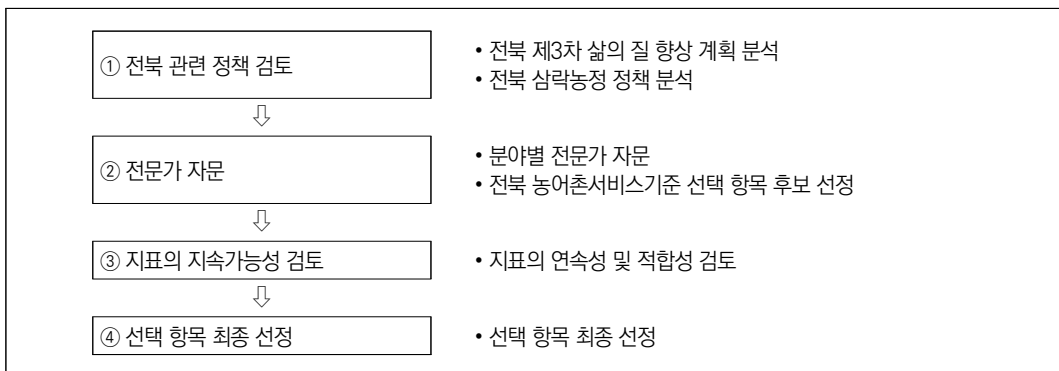 ① 전북 관련 정책 검토
• 전북 제3차 삶의 질 향상 계획 분석
• 전북 삼락농정 정책 분석
② 전문가 자문
• 분야별 전문가 자문
• 전북 농어촌서비스기준 선택 항목 후보 선정
③ 지표의 지속가능성 검토
• 지표의 연속성 및 적합성 검토
④ 선택 항목 최종 선정
• 선택 항목 최종 선정